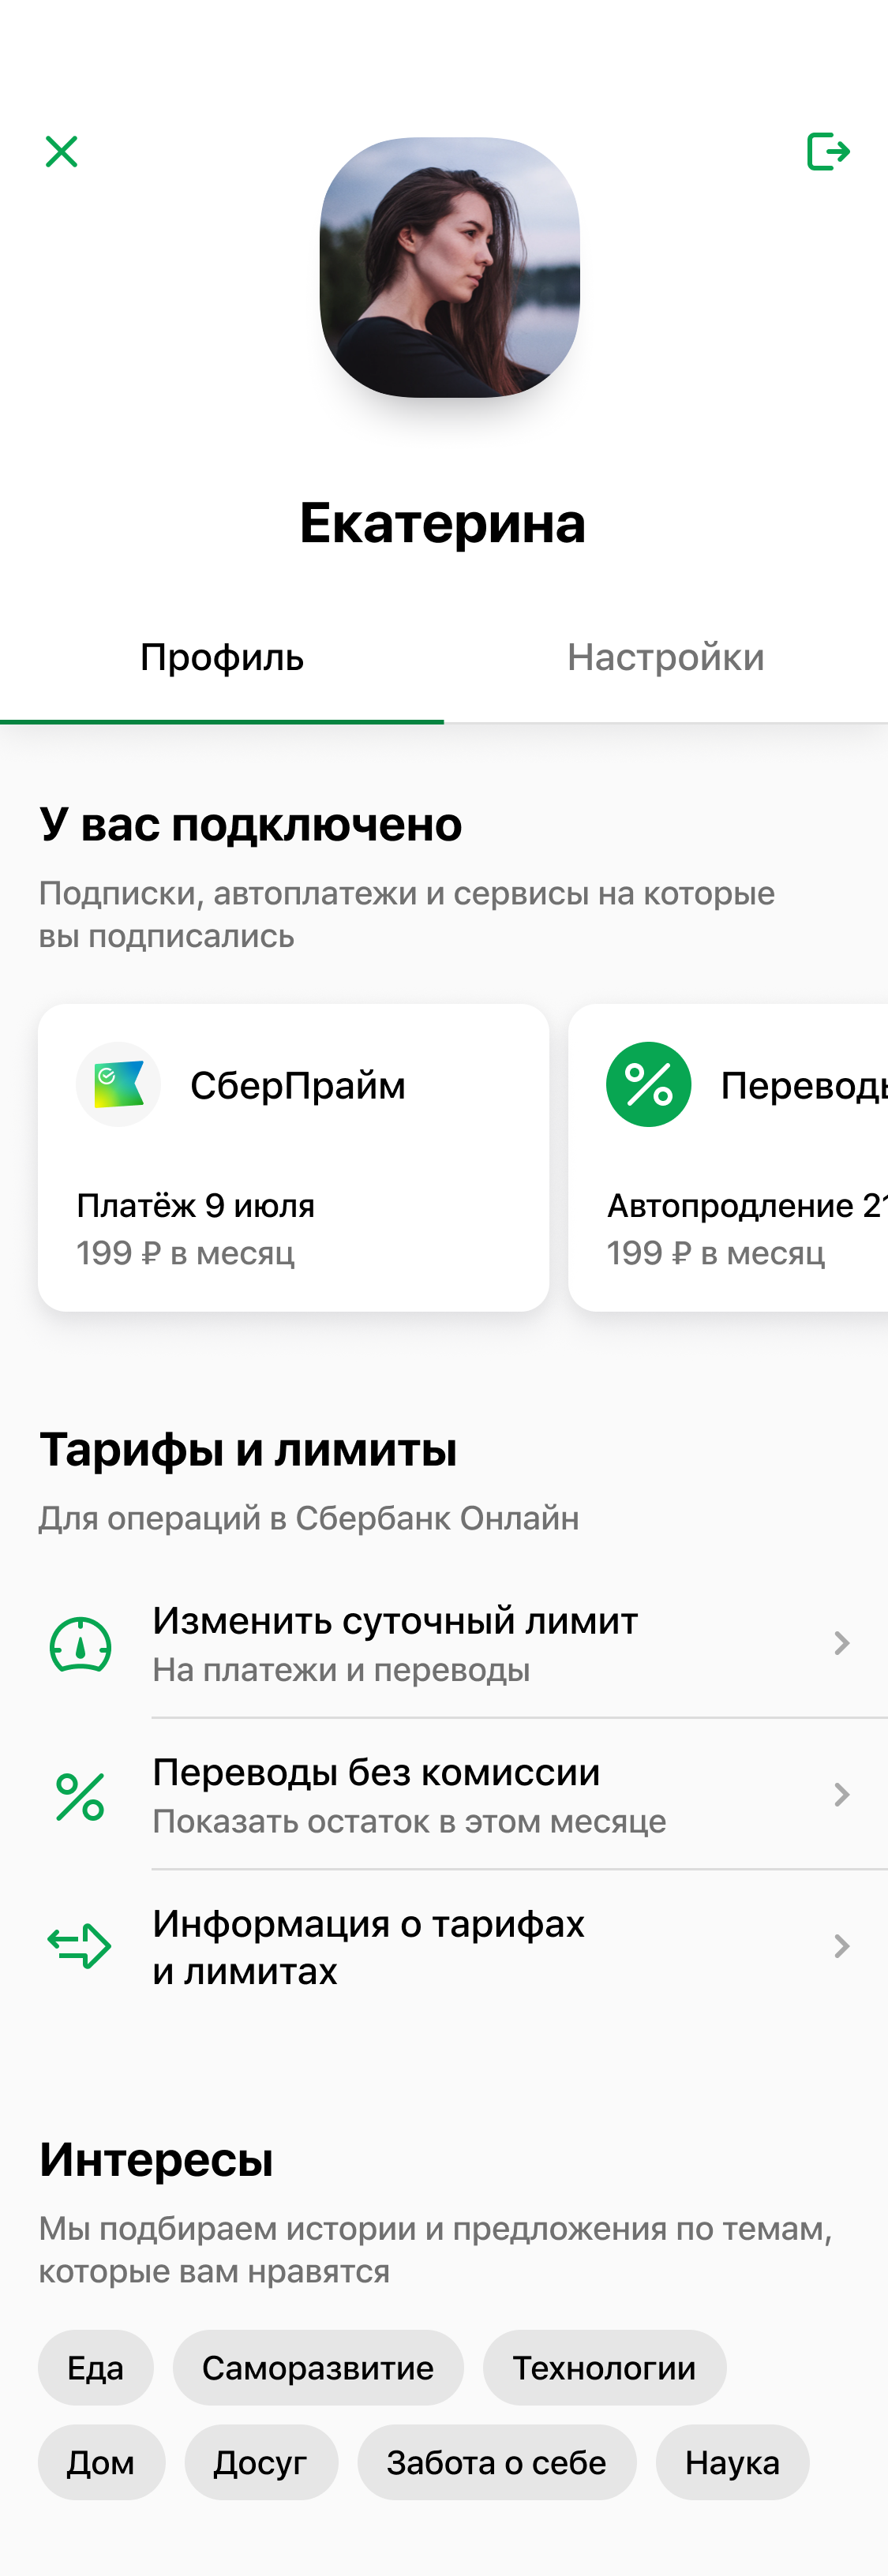 Екатерина
Профиль
Настройки
У вас подключено
Подписки, автоплатежи и сервисы на которые
вы подписались
СберПрайм
Платёж 9 июля
199 ₽ в месяц
Переводы
Автопродление 21
199 ₽ в месяц
Тарифы и лимиты
Для операций в Сбербанк Онлайн
Изменить суточный лимит
На платежи и переводы
Переводы без комиссии
Показать остаток в этом месяце
Информация о тарифах
и лимитах
Интересы
Мы подбираем истории и предложения по темам,
которые вам нравятся
Еда
Саморазвитие
Технологии
Дом
Досуг
Забота о себе
Наука